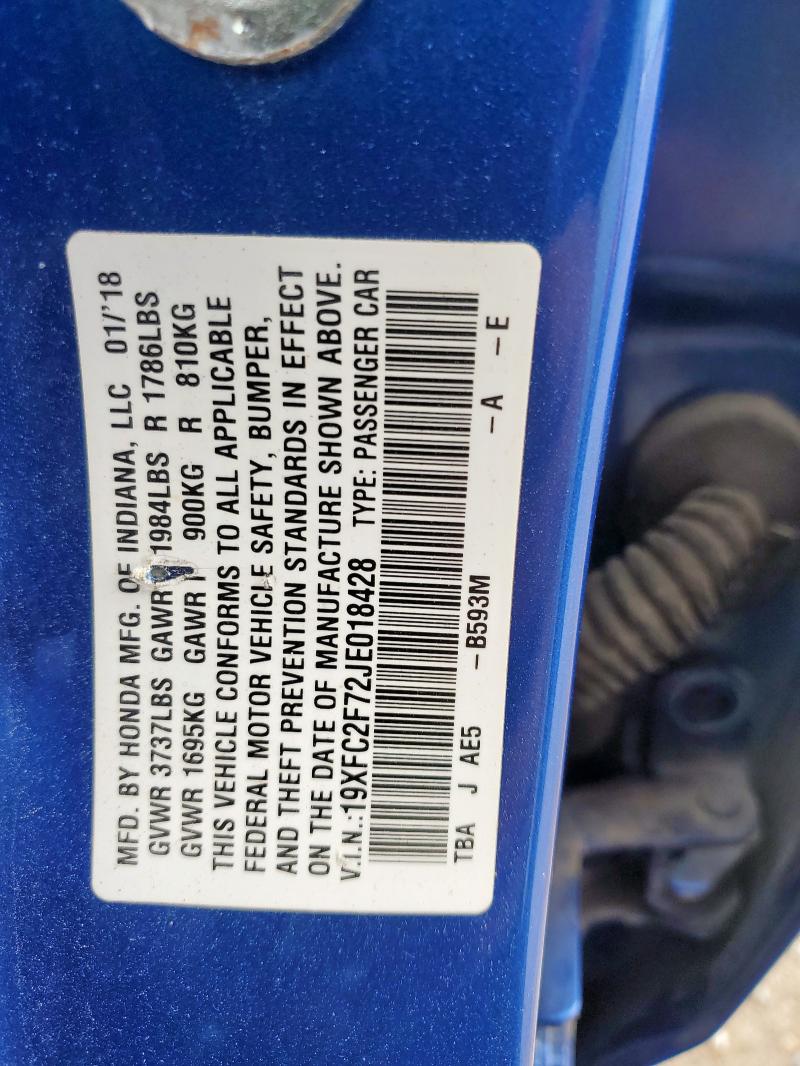 MFD. BY HONDA MFG. OF INDIANA, LLC 01/'18
GVWR 3737LBS GAWR 1984LBS R 1786LBS
GVWR 1695KG GAWR 900KG R 810KG
THIS VEHICLE CONFORMS TO ALL APPLICABLE
FEDERAL MOTOR VEHICLE SAFETY, BUMPER,
AND THEFT PREVENTION STANDARDS IN EFFECT
ON THE DATE OF MANUFACTURE SHOWN ABOVE.
V.I.N.:19XFC2F72JE018428 TYPE: PASSENGER CAR
TBA J AE5 -B593M -A -E